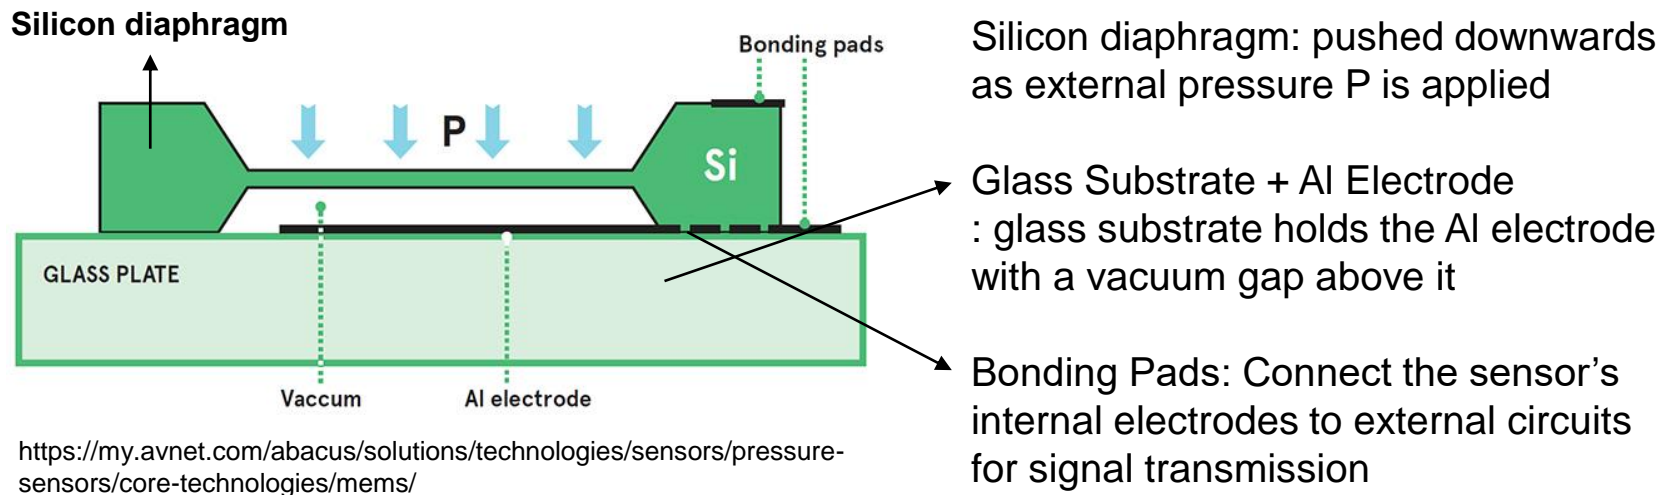 Silicon diaphragm
Bonding pads
P
Si
GLASS PLATE
Vaccum
Al electrode
https://my.avnet.com/abacus/solutions/technologies/sensors/pressure-
sensors/core-technologies/mems/
Silicon diaphragm: pushed downwards
as external pressure P is applied
Glass Substrate + Al Electrode
: glass substrate holds the Al electrode
with a vacuum gap above it
Bonding Pads: Connect the sensor’s
internal electrodes to external circuits
for signal transmission